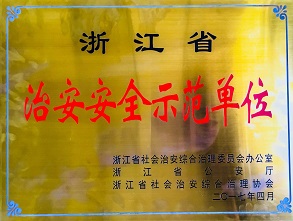 浙江省
治安安全示范单位
浙江省社会治安综合治理委员会办公室
浙江省公安厅
浙江省社会治安综合治理协会
二〇一七年四月